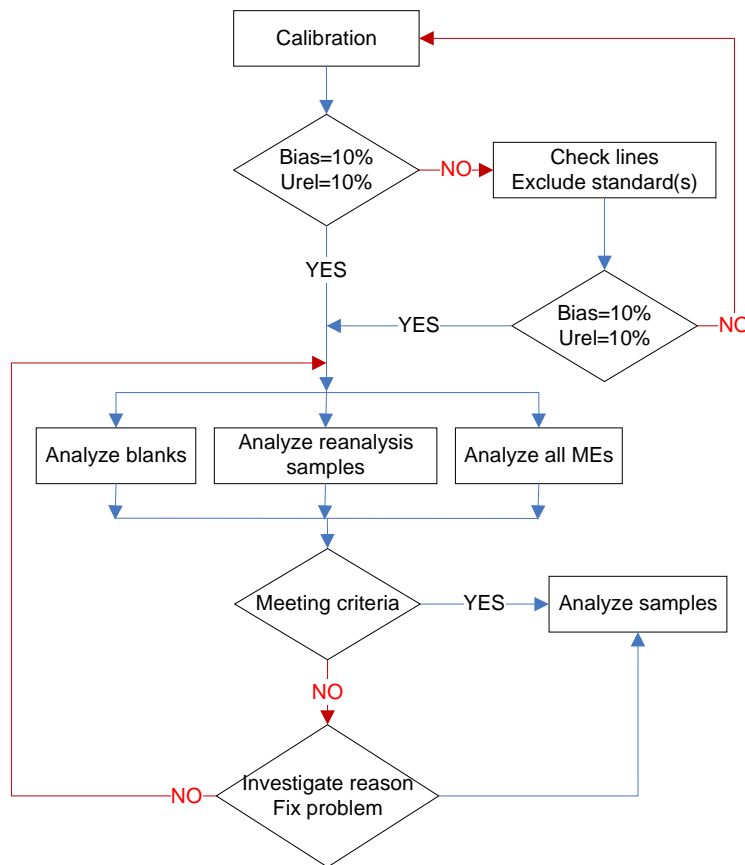 Calibration
Bias=10%
Urel=10%
NO
Check lines
Exclude standard(s)
YES
YES
Bias=10%
Urel=10%
NO
Analyze blanks
Analyze reanalysis
samples
Analyze all MEs
Meeting criteria
YES
Analyze samples
NO
NO
Investigate reason
Fix problem